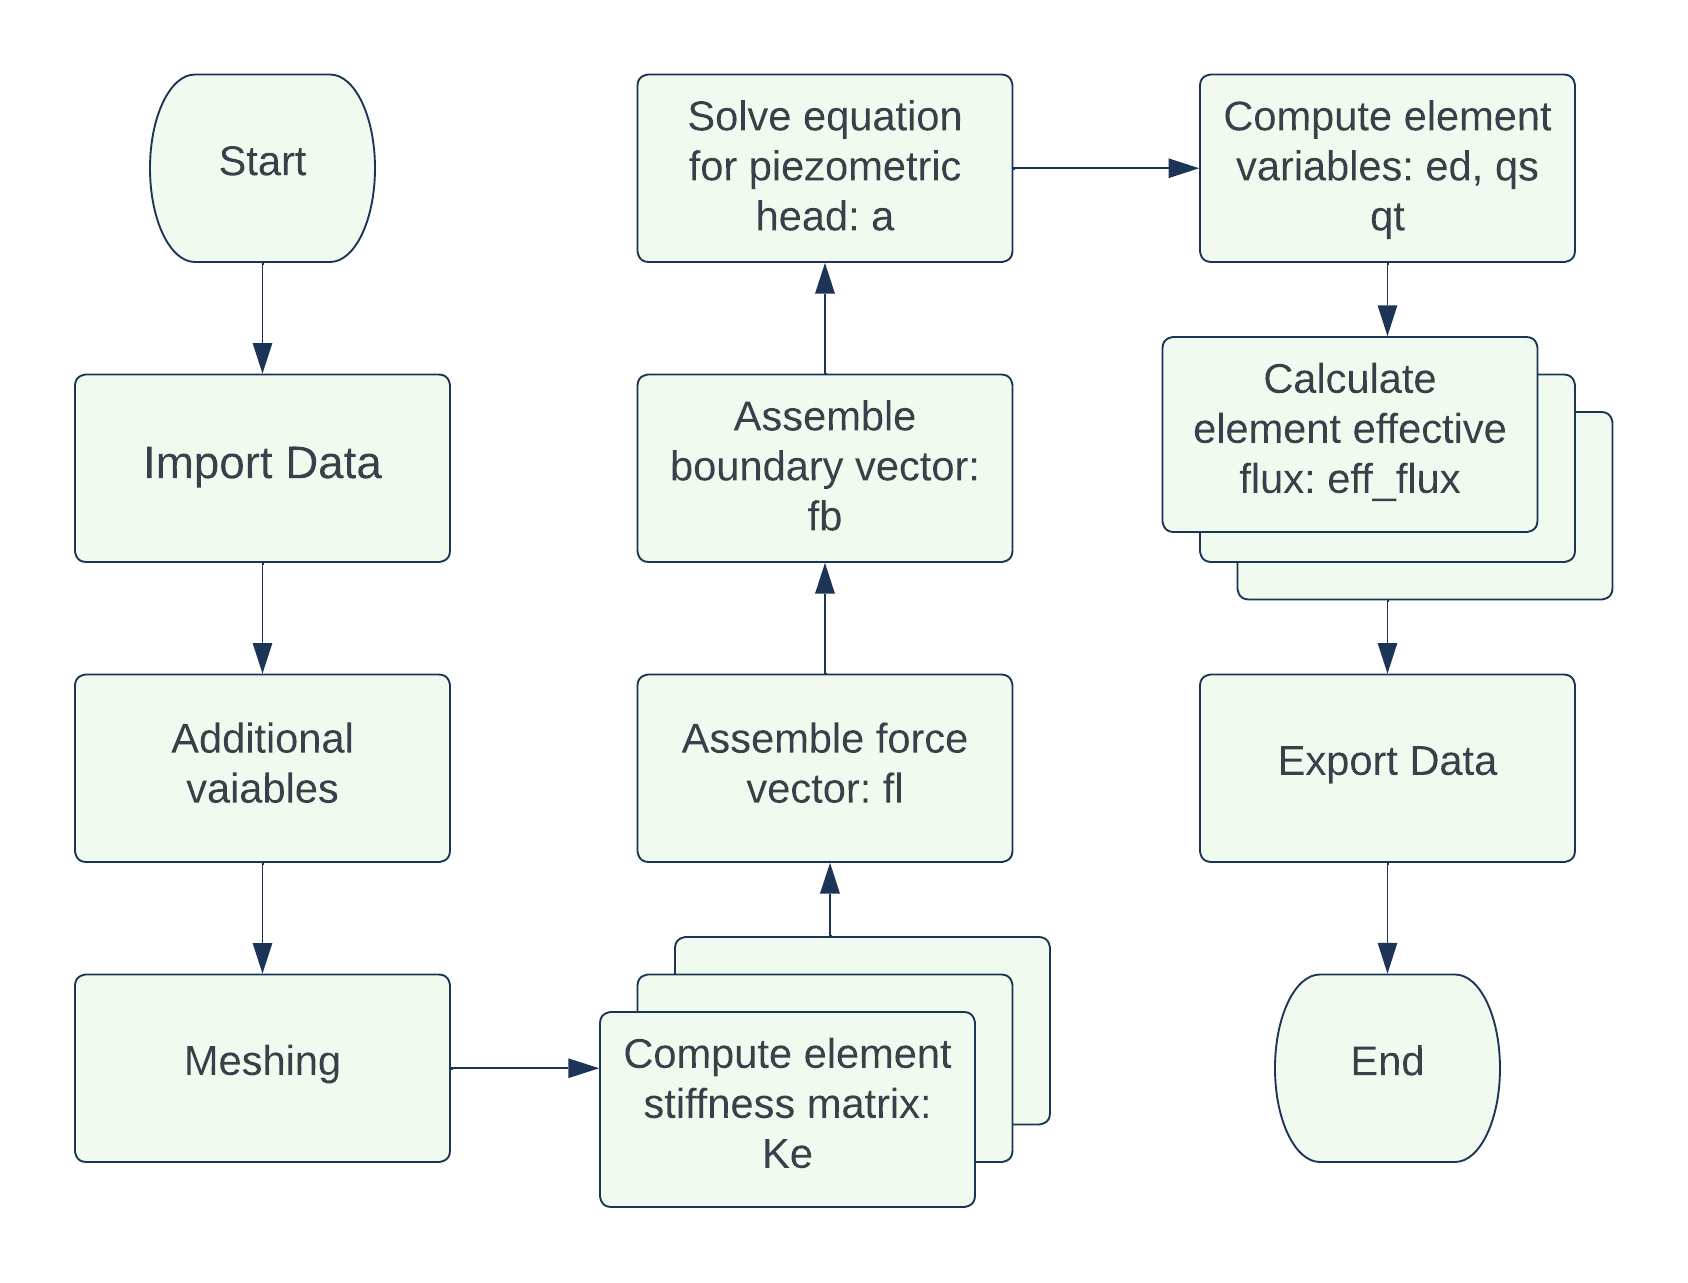 Start
Import Data
Additional
vaiables
Meshing
Compute element
stiffness matrix:
Ke
Assemble force
vector: fl
Assemble
boundary vector:
fb
Solve equation
for piezometric
head: a
Compute element
variables: ed, qs
qt
Calculate
element effective
flux: eff_flux
Export Data
End